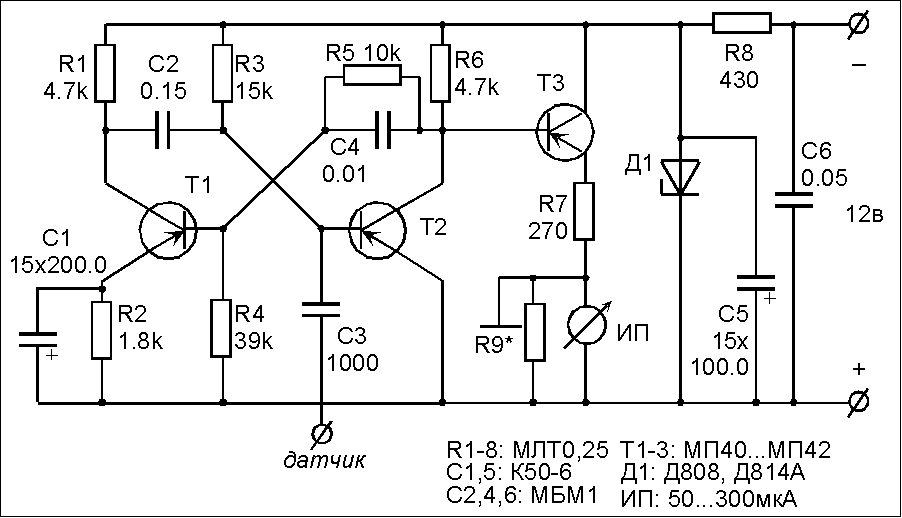 R1
4.7k
C2
0.15
R3
15k
R5 10k
C4
0.01
R6
4.7k
T3
R8
430
–
T1
T2
C1
15x200.0
R2
1.8k
R4
39k
C3
1000
R7
270
R9*
ИП
Д1
C6
0.05
12в
C5
15x
100.0
+
+
+
датчик
R1-8: МЛТ0,25
C1,5: К50-6
C2,4,6: МБМ1
T1-3: МП40...МП42
Д1: Д808, Д814А
ИП: 50...300мкА